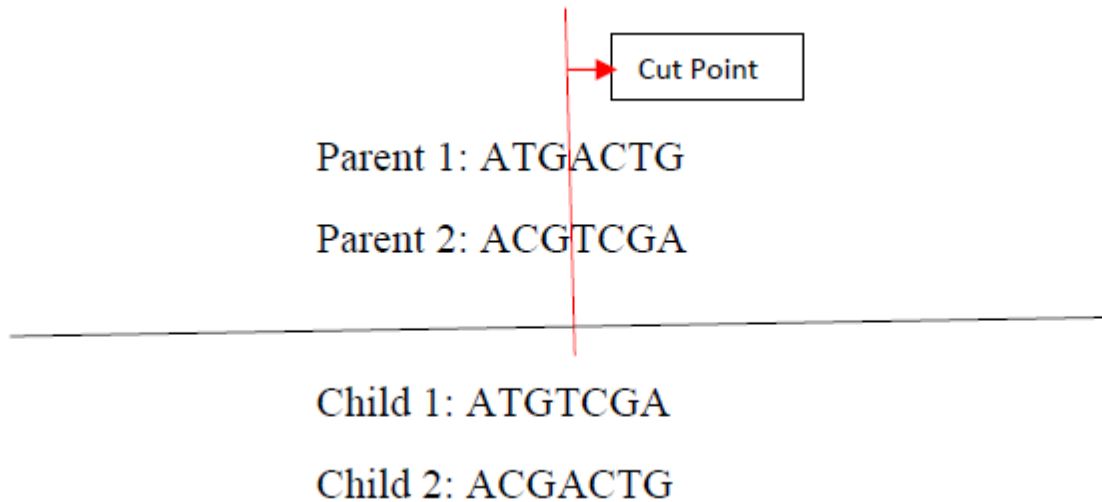 Cut Point
Parent 1: ATGACTG
Parent 2: ACGTCGA
Child 1: ATGTCGA
Child 2: ACGACTG